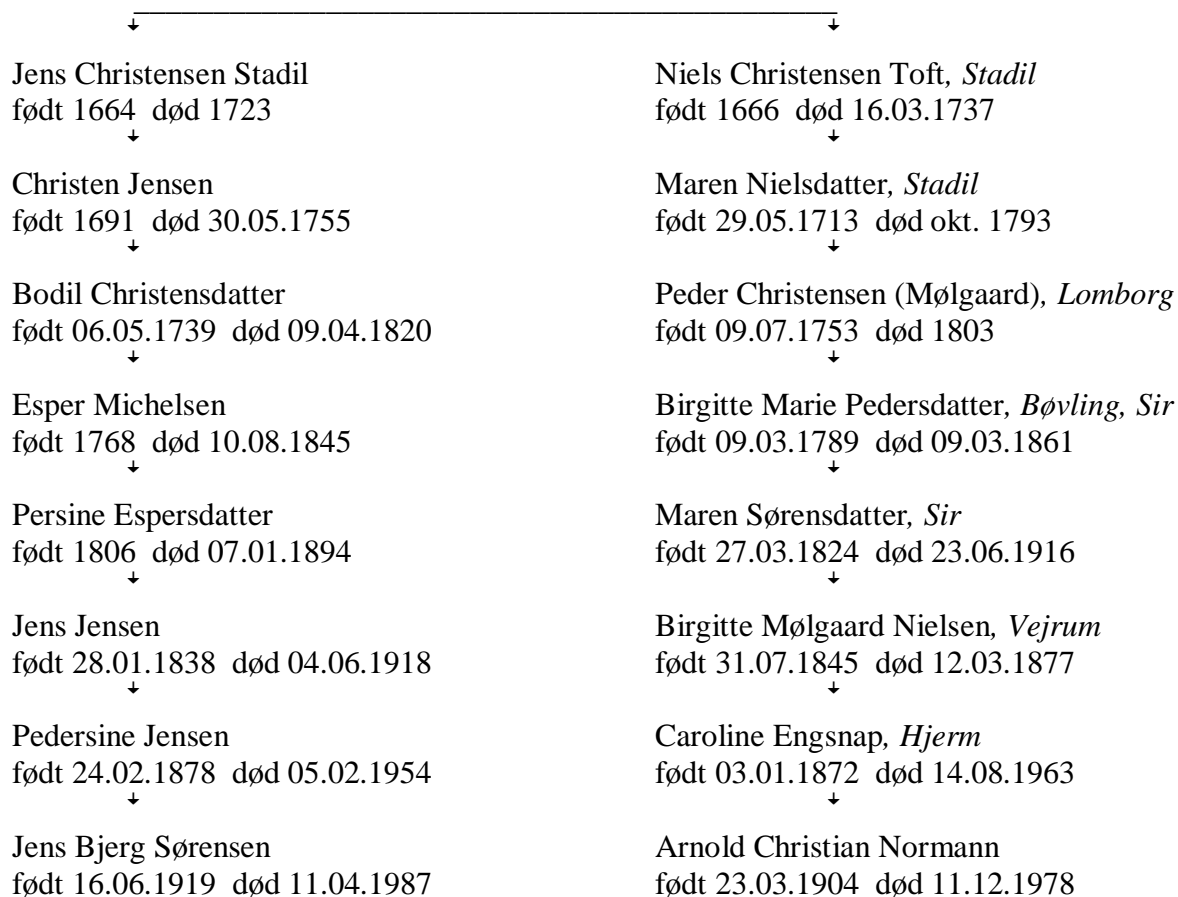 Jens Christensen Stadil
født 1664 død 1723
Christen Jensen
født 1691 død 30.05.1755
Bodil Christensdatter
født 06.05.1739 død 09.04.1820
Esper Michelsen
født 1768 død 10.08.1845
Persine Espersdatter
født 1806 død 07.01.1894
Jens Jensen
født 28.01.1838 død 04.06.1918
Pedersine Jensen
født 24.02.1878 død 05.02.1954
Jens Bjerg Sørensen
født 16.06.1919 død 11.04.1987
Niels Christensen Toft, Stadil
født 1666 død 16.03.1737
Maren Nielsdatter, Stadil
født 29.05.1713 død okt. 1793
Peder Christensen (Mølgaard), Lomborg
født 09.07.1753 død 1803
Birgitte Marie Pedersdatter, Bøvling, Sir
født 09.03.1789 død 09.03.1861
Maren Sørensdatter, Sir
født 27.03.1824 død 23.06.1916
Birgitte Mølgaard Nielsen, Vejrum
født 31.07.1845 død 12.03.1877
Caroline Engsnap, Hjerm
født 03.01.1872 død 14.08.1963
Arnold Christian Normann
født 23.03.1904 død 11.12.1978